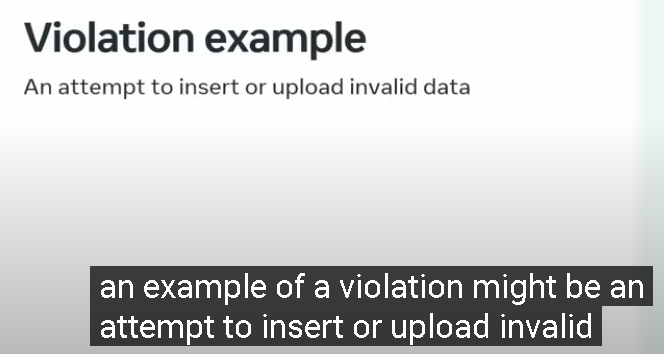 Violation example
An attempt to insert or upload invalid data
an example of a violation might be an
attempt to insert or upload invalid